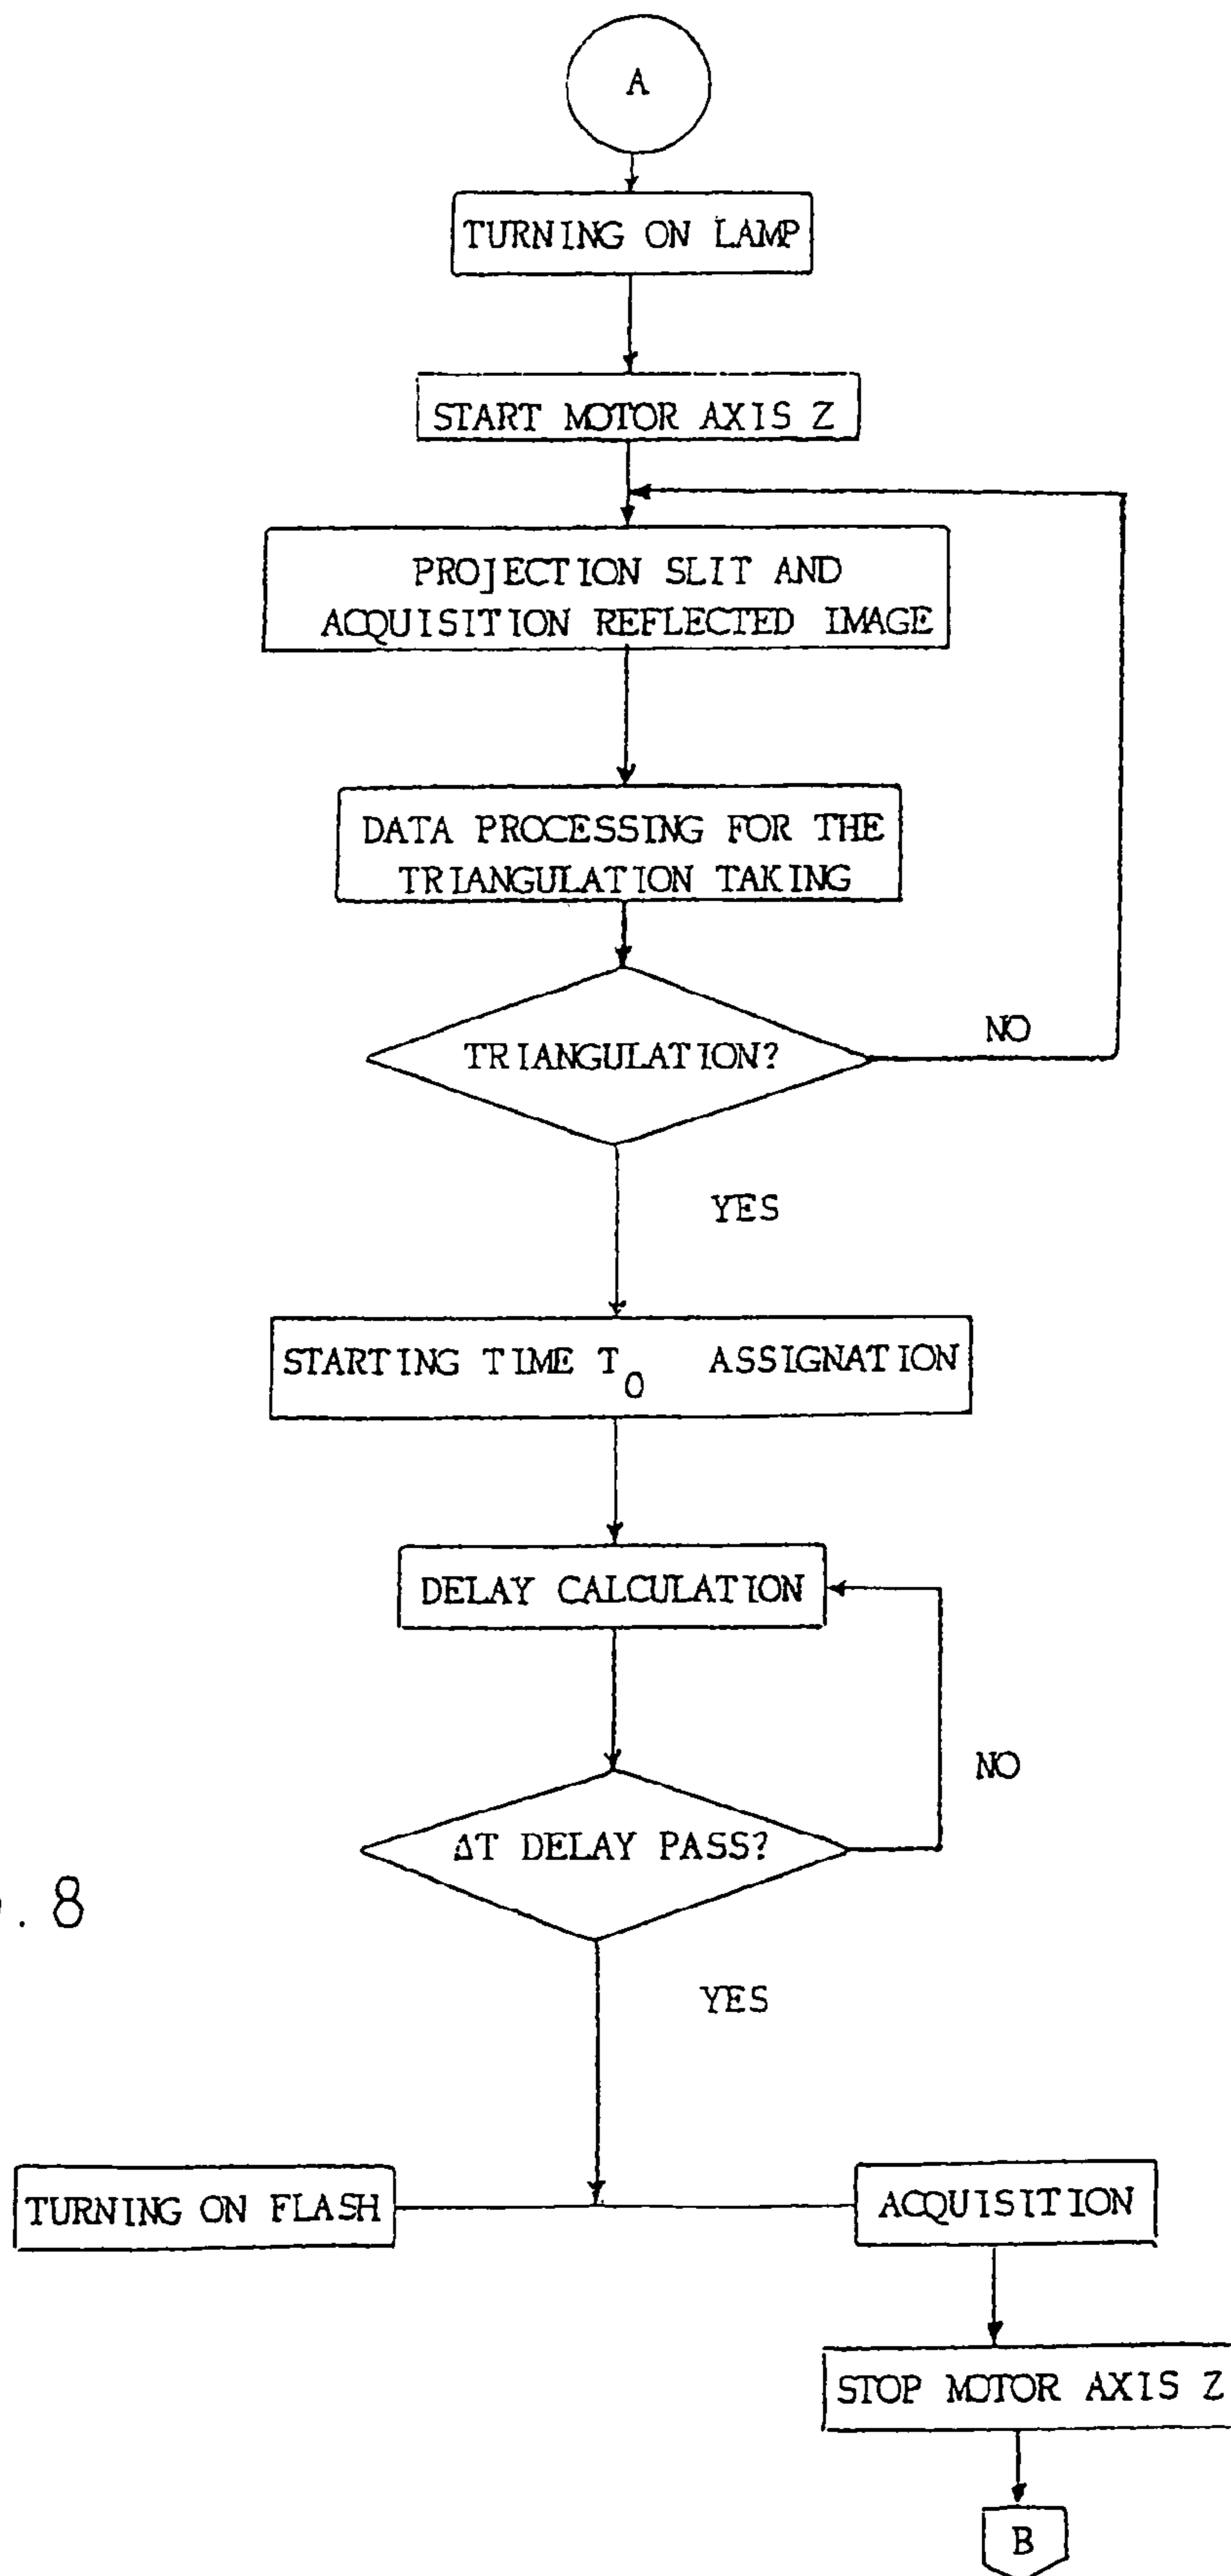 A
TURNING ON LAMP
START MOTOR AXIS Z
PROJECTION SLIT AND
ACQUISITION REFLECTED IMAGE
DATA PROCESSING FOR THE
TRIANGULATION TAKING
TRIANGULATION?
NO
YES
STARTING TIME T0 ASSIGNATION
DELAY CALCULATION
NO
ΔT DELAY PASS?
. 8
YES
TURNING ON FLASH
ACQUISITION
STOP MOTOR AXIS Z
B